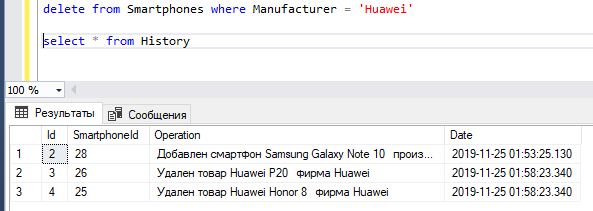 delete from Smartphones where Manufacturer = 'Huawei'
select * from History
100 %
Результаты Сообщения
Id SmartphoneId Operation Date
1 2 28 Добавлен смартфон Samsung Galaxy Note 10 произ... 2019-11-25 01:53:25.130
2 3 26 Удален товар Huawei P20 фирма Huawei 2019-11-25 01:58:23.340
3 4 25 Удален товар Huawei Honor 8 фирма Huawei 2019-11-25 01:58:23.340